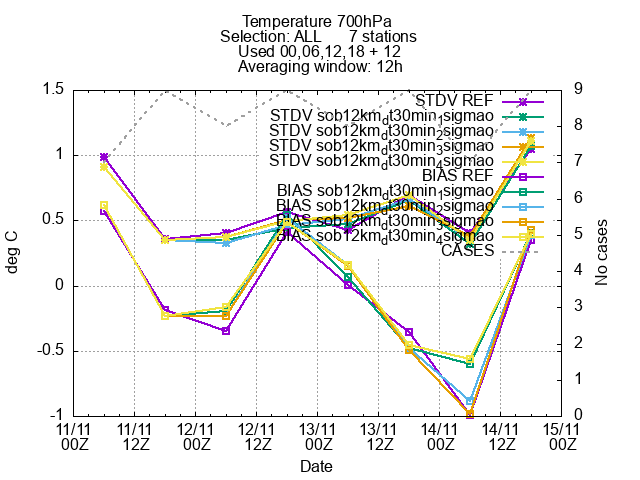 Temperature 700hPa
Selection: ALL 7 stations
Used 00,06,12,18 + 12
Averaging window: 12h
STDV REF
STDV sob12km_dt30min_1sigmao
STDV sob12km_dt30min_2sigmao
STDV sob12km_dt30min_3sigmao
STDV sob12km_dt30min_4sigmao
BIAS REF
BIAS sob12km_dt30min_1sigmao
BIAS sob12km_dt30min_2sigmao
BIAS sob12km_dt30min_3sigmao
BIAS sob12km_dt30min_4sigmao
CASES
deg C
1.5
1
0.5
0
-0.5
-1
No cases
9
8
7
6
5
4
3
2
1
0
11/11 11/11 12/11 12/11 13/11 13/11 14/11 14/11 15/11
00Z 12Z 00Z 12Z 00Z 12Z 00Z 12Z 00Z
Date